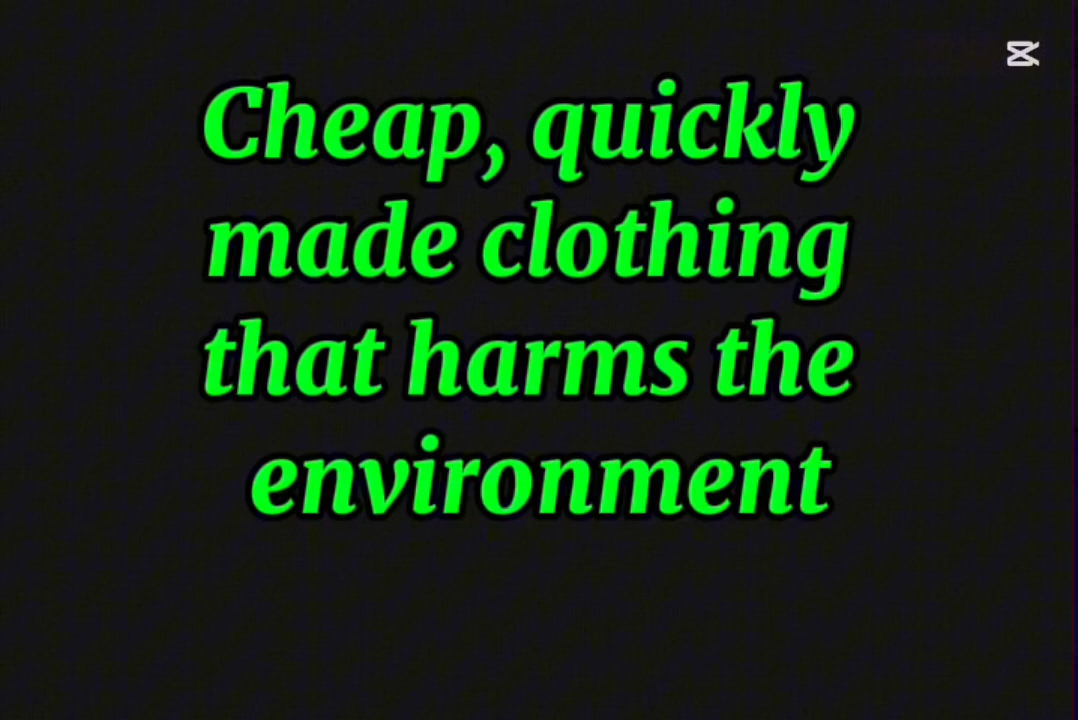 Cheap, quickly
made clothing
that harms the
environment